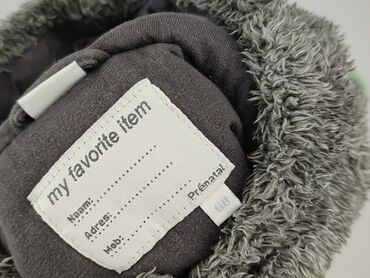 my favorite item
Naam:
Adres:
Mob:
Prénatal
68